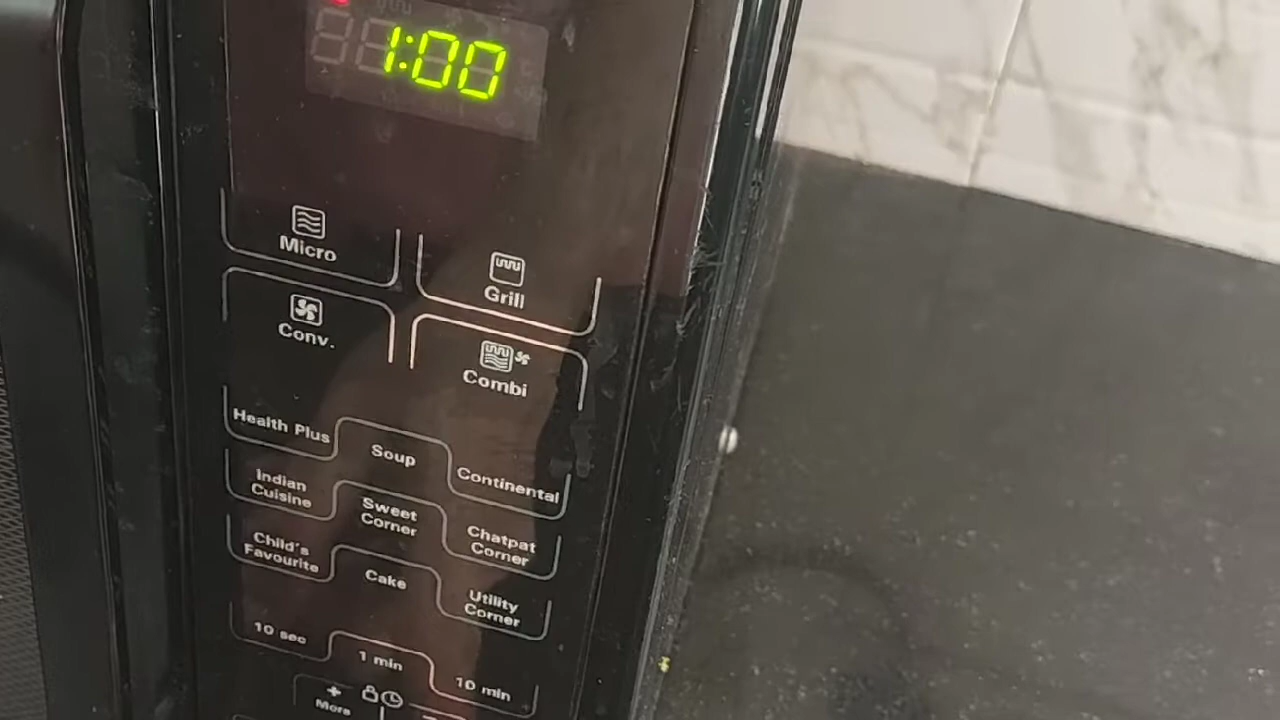 1:00
Micro
Grill
Conv.
Combi
Health Plus
Soup
Continental
Indian
Cuisine
Sweet
Corner
Chatpat
Corner
Child's
Favourite
Cake
Utility
Corner
10 sec
1 min
10 min
+
More